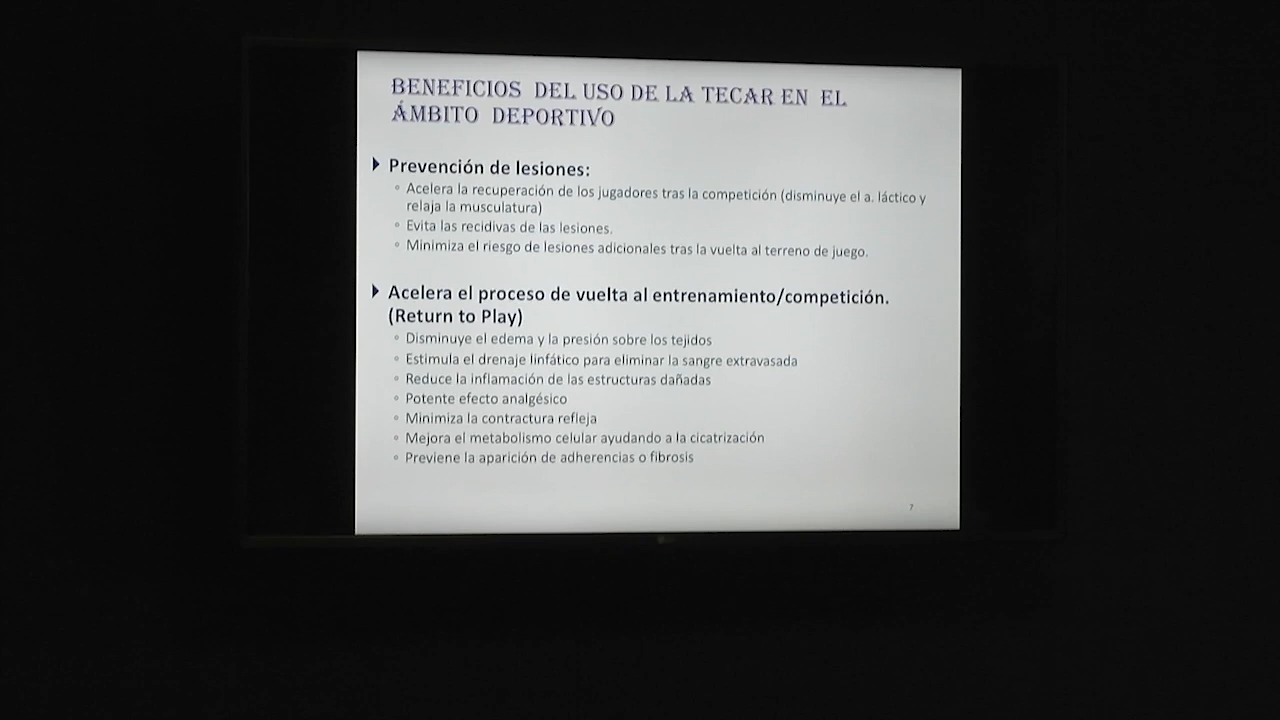 BENEFICIOS DEL USO DE LA TECAR EN EL
ÁMBITO DEPORTIVO
Prevención de lesiones:
◦ Acelera la recuperación de los jugadores tras la competición (disminuye el a. láctico y
relaja la musculatura)
◦ Evita las recidivas de las lesiones.
◦ Minimiza el riesgo de lesiones adicionales tras la vuelta al terreno de juego.
Acelera el proceso de vuelta al entrenamiento/competición.
(Return to Play)
◦ Disminuye el edema y la presión sobre los tejidos
◦ Estimula el drenaje linfático para eliminar la sangre extravasada
◦ Reduce la inflamación de las estructuras dañadas
◦ Potente efecto analgésico
◦ Minimiza la contractura refleja
◦ Mejora el metabolismo celular ayudando a la cicatrización
◦ Previene la aparición de adherencias o fibrosis
7